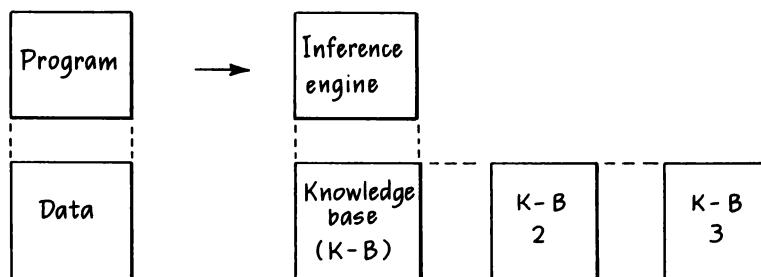 Program
Inference
engine
Data
Knowledge
base
(K-B)
K-B
2
K-B
3